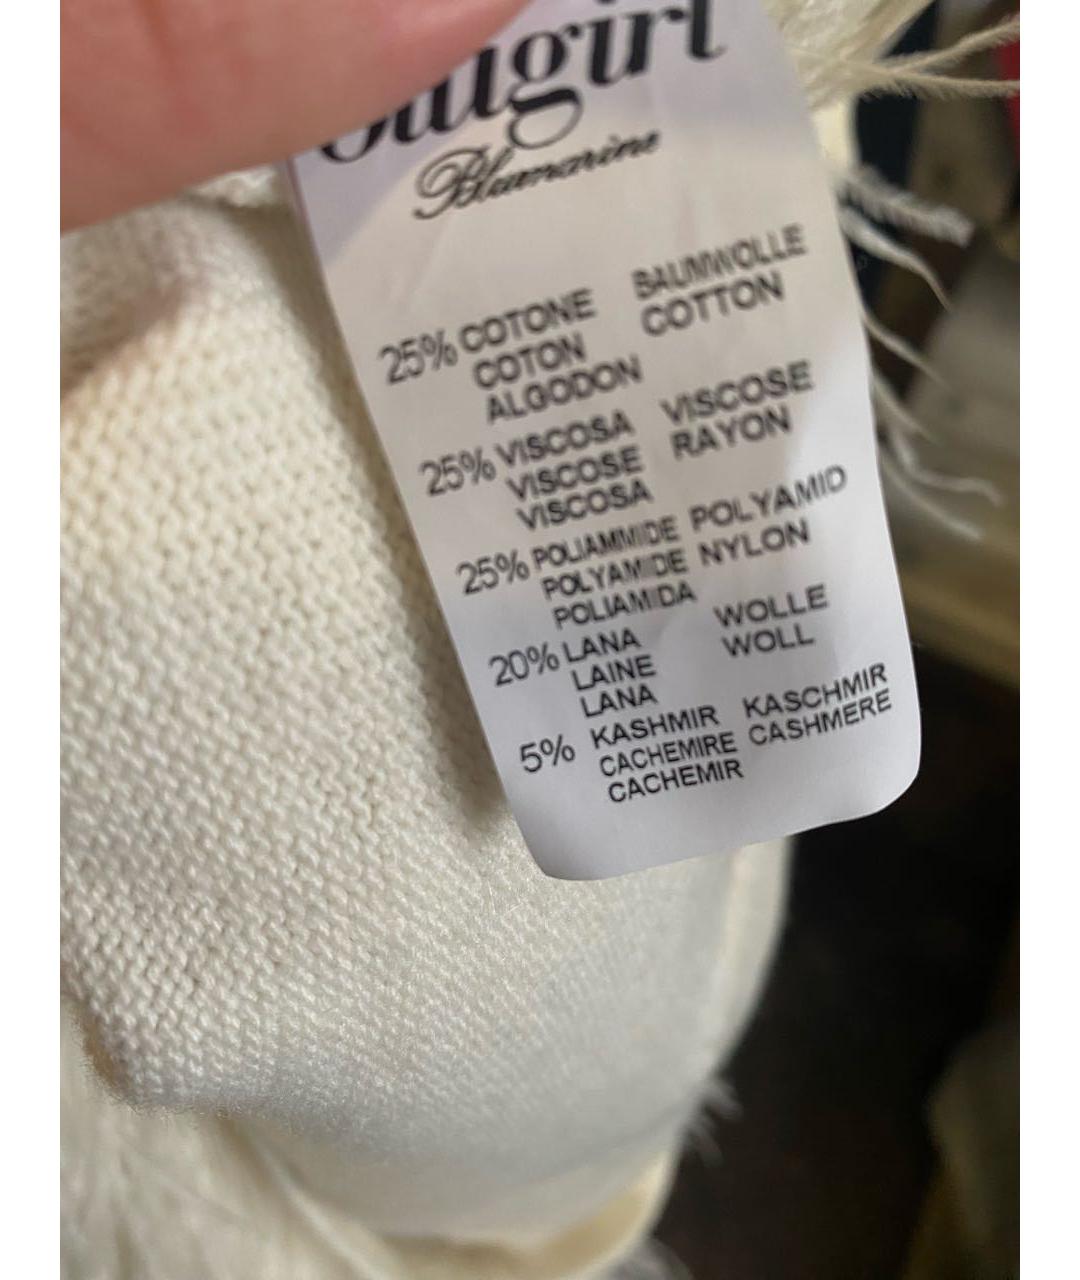 Blugirl
Blumarine
25% COTONE BAUMWOLLE
COTON COTTON
ALGODON
25% VISCOSA VISCOSE
VISCOSE RAYON
VISCOSA
25% POLIAMMIDE POLYAMID
POLYAMIDE NYLON
POLIAMIDA
20% LANA WOLLE
LAINE WOLL
LANA
5% KASHMIR KASCHMIR
CACHEMIRE CASHMERE
CACHEMIR